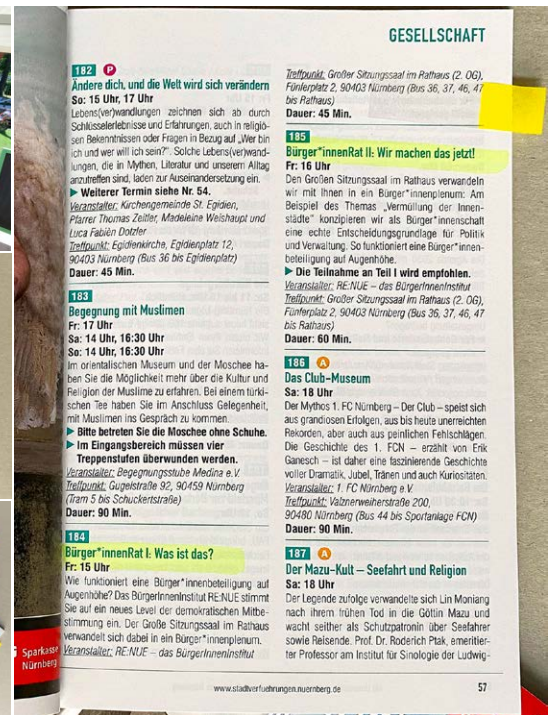 GESELLSCHAFT
182 P
Ändere dich, und die Welt wird sich verändern
So: 15 Uhr, 17 Uhr
Lebens(ver)wandlungen zeichnen sich ab durch
Schlüsselerlebnisse und Erfahrungen, auch in religiö-
sen Bekenntnissen oder Fragen in Bezug auf „Wer bin
ich und wer will ich sein?". Solche Lebens(ver)wand-
lungen, die in Mythen, Literatur und unserem Alltag
anzutreffen sind, laden zur Auseinandersetzung ein.
▶ Weiterer Termin siehe Nr. 54.
Veranstalter: Kirchengemeinde St. Egidien,
Pfarrer Thomas Zeitler, Madeleine Weishaupt und
Luca Fabièn Dotzler
Treffpunkt: Egidienkirche, Egidienplatz 12,
90403 Nürnberg (Bus 36 bis Egidienplatz)
Dauer: 45 Min.
183
Begegnung mit Muslimen
Fr: 17 Uhr
Sa: 14 Uhr, 16:30 Uhr
So: 14 Uhr, 16:30 Uhr
Im orientalischen Museum und der Moschee ha-
ben Sie die Möglichkeit mehr über die Kultur und
Religion der Muslime zu erfahren. Bei einem türki-
schen Tee haben Sie im Anschluss Gelegenheit,
mit Muslimen ins Gespräch zu kommen.
▶ Bitte betreten Sie die Moschee ohne Schuhe.
▶ Im Eingangsbereich müssen vier
Treppenstufen überwunden werden.
Veranstalter: Begegnungsstube Medina e.V.
Treffpunkt: Gugelstraße 92, 90459 Nürnberg
(Tram 5 bis Schuckertstraße)
Dauer: 90 Min.
184
Bürger*innenRat I: Was ist das?
Fr: 15 Uhr
Wie funktioniert eine Bürger*innenbeteiligung auf
Augenhöhe? Das BürgerInnenInstitut RE:NUE stimmt
Sie auf ein neues Level der demokratischen Mitbe-
stimmung ein. Der Große Sitzungssaal im Rathaus
verwandelt sich dabei in ein Bürger*innenplenum.
Veranstalter: RE:NUE – das BürgerInnenInstitut
Treffpunkt: Großer Sitzungssaal im Rathaus (2. OG),
Fünferplatz 2, 90403 Nürnberg (Bus 36, 37, 46, 47
bis Rathaus)
Dauer: 45 Min.
185
Bürger*innenRat II: Wir machen das jetzt!
Fr: 16 Uhr
Den Großen Sitzungssaal im Rathaus verwandeln
wir mit Ihnen in ein Bürger*innenplenum: Am
Beispiel des Themas „Vermüllung der Innen-
städte" konzipieren wir als Bürger*innenschaft
eine echte Entscheidungsgrundlage für Politik
und Verwaltung. So funktioniert eine Bürger*innen-
beteiligung auf Augenhöhe.
▶ Die Teilnahme an Teil I wird empfohlen.
Veranstalter: RE:NUE – das BürgerInnenInstitut
Treffpunkt: Großer Sitzungssaal im Rathaus (2. OG),
Fünferplatz 2, 90403 Nürnberg (Bus 36, 37, 46, 47
bis Rathaus)
Dauer: 60 Min.
186 A
Das Club-Museum
Sa: 18 Uhr
Der Mythos 1. FC Nürnberg – Der Club – speist sich
aus grandiosen Erfolgen, aus bis heute unerreichten
Rekorden, aber auch aus peinlichen Fehlschlägen.
Die Geschichte des 1. FCN – erzählt von Erik
Ganesch – ist daher eine faszinierende Geschichte
voller Dramatik, Jubel, Tränen und auch Kuriositäten.
Veranstalter: 1. FC Nürnberg e.V.
Treffpunkt: Valznerweiherstraße 200,
90480 Nürnberg (Bus 44 bis Sportanlage FCN)
Dauer: 90 Min.
187 A
Der Mazu-Kult – Seefahrt und Religion
Sa: 18 Uhr
Der Legende zufolge verwandelte sich Lin Moniang
nach ihrem frühen Tod in die Göttin Mazu und
wacht seither als Schutzpatronin über Seefahrer
sowie Reisende. Prof. Dr. Roderich Ptak, emeritier-
ter Professor am Institut für Sinologie der Ludwig-
www.stadtverfuehrungen.nuernberg.de
57
Sparkasse
Nürnberg